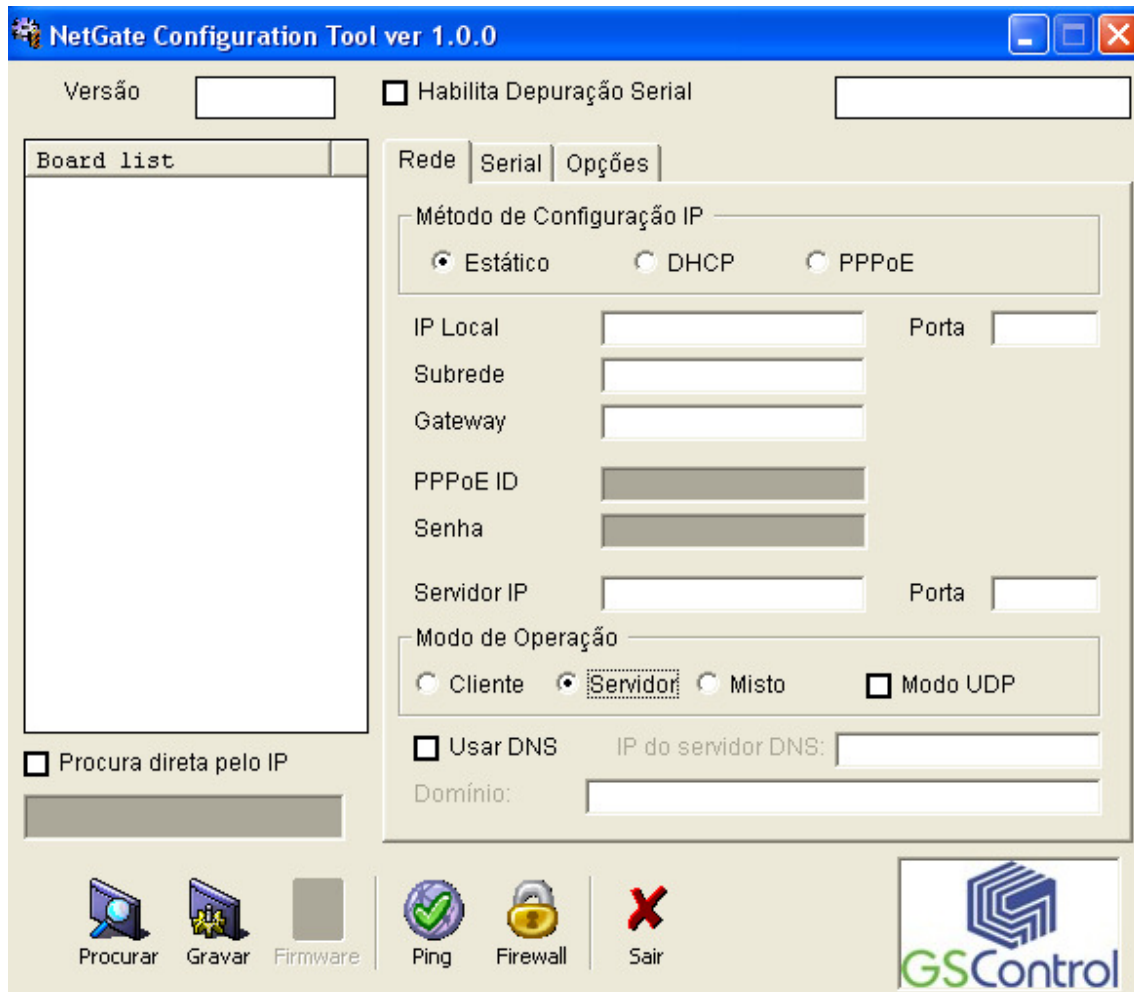 NetGate Configuration Tool ver 1.0.0
Versão
Habilita Depuração Serial
Board list
Rede Serial Opções
Método de Configuração IP
Estático DHCP PPPoE
IP Local Porta
Subrede
Gateway
PPPoE ID
Senha
Servidor IP Porta
Modo de Operação
Cliente Servidor Misto Modo UDP
Usar DNS IP do servidor DNS:
Domínio:
Procura direta pelo IP
Procurar Gravar Firmware Ping Firewall Sair
GSControl